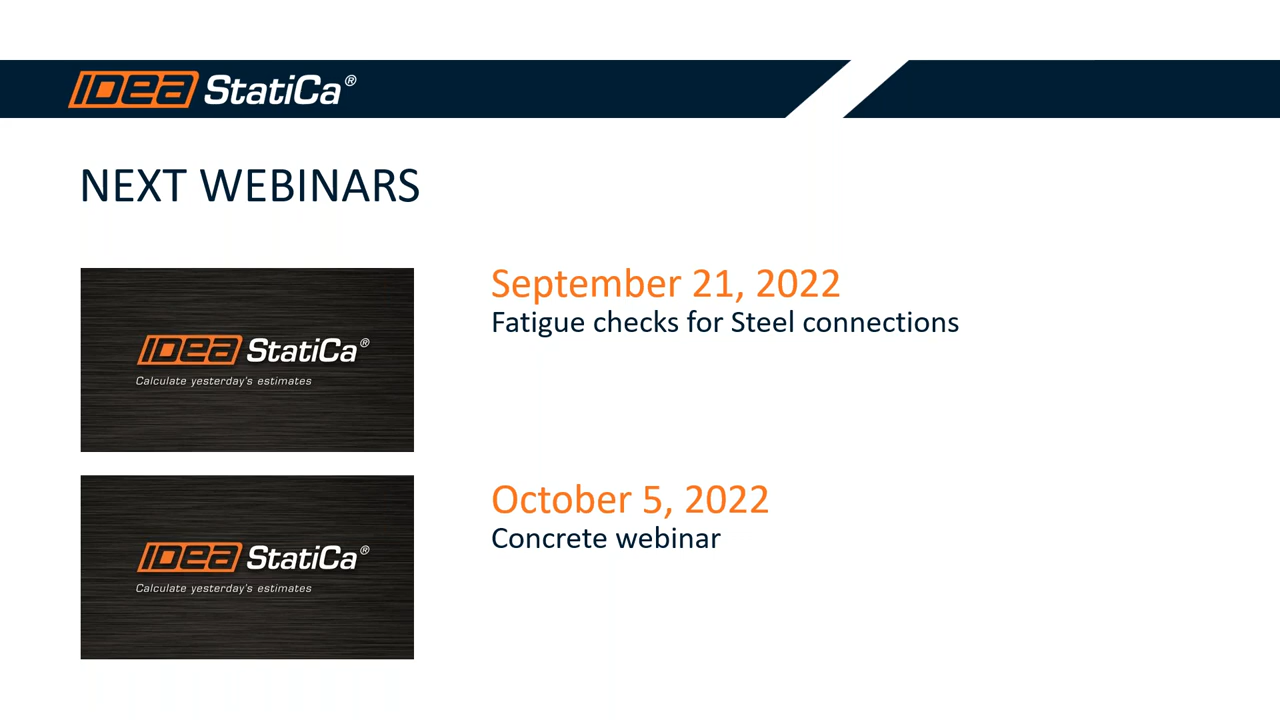 IDEA StatiCa®
NEXT WEBINARS
IDEA StatiCa®
Calculate yesterday's estimates
September 21, 2022
Fatigue checks for Steel connections
IDEA StatiCa®
Calculate yesterday's estimates
October 5, 2022
Concrete webinar